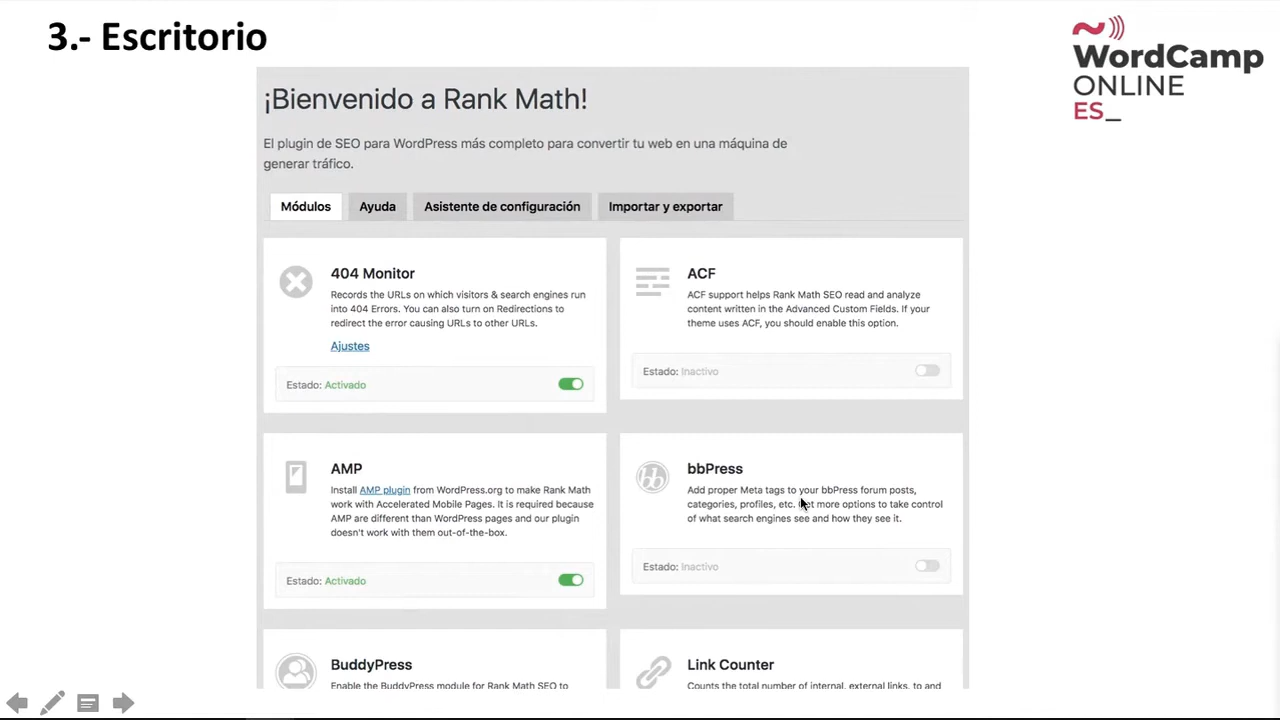 3.- Escritorio
WordCamp
ONLINE
ES_
¡Bienvenido a Rank Math!
El plugin de SEO para WordPress más completo para convertir tu web en una máquina de
generar tráfico.
Módulos
Ayuda
Asistente de configuración
Importar y exportar
404 Monitor
Records the URLs on which visitors & search engines run
into 404 Errors. You can also turn on Redirections to
redirect the error causing URLs to other URLs.
Ajustes
Estado: Activado
ACF
ACF support helps Rank Math SEO read and analyze
content written in the Advanced Custom Fields. If your
theme uses ACF, you should enable this option.
Estado: Inactivo
AMP
Install AMP plugin from WordPress.org to make Rank Math
work with Accelerated Mobile Pages. It is required because
AMP are different than WordPress pages and our plugin
doesn't work with them out-of-the-box.
Estado: Activado
bbPress
Add proper Meta tags to your bbPress forum posts,
categories, profiles, etc. Get more options to take control
of what search engines see and how they see it.
Estado: Inactivo
BuddyPress
Enable the BuddyPress module for Rank Math SEO to
Link Counter
Counts the total number of internal, external links, to and